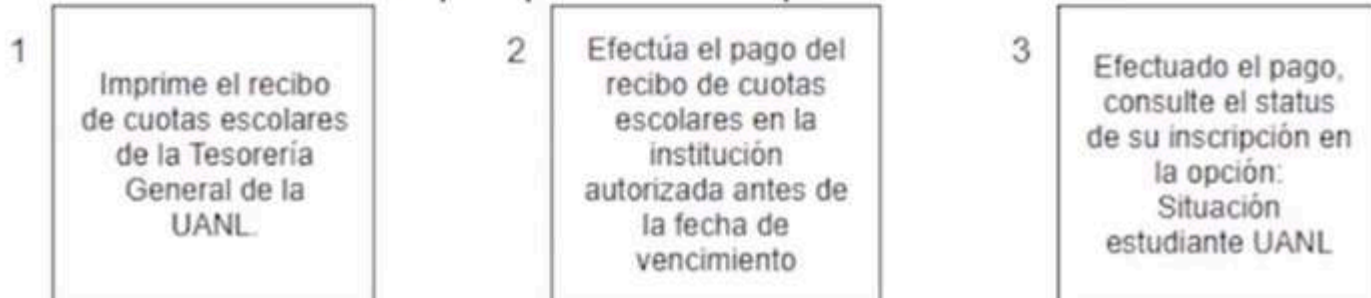 1
Imprime el recibo
de cuotas escolares
de la Tesorería
General de la
UANL.
2
Efectúa el pago del
recibo de cuotas
escolares en la
institución
autorizada antes de
la fecha de
vencimiento
3
Efectuado el pago,
consulte el status
de su inscripción en
la opción:
Situación
estudiante UANL